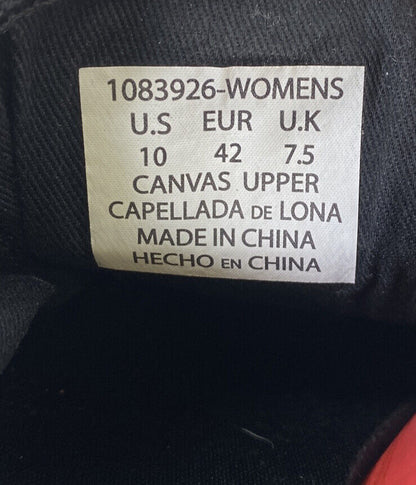 1083926-WOMENS
U.S EUR U.K
10 42 7.5
CANVAS UPPER
CAPELLADA DE LONA
MADE IN CHINA
HECHO EN CHINA